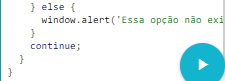 } else {
window.alert('Essa opção não exi
}
continue;
}
}